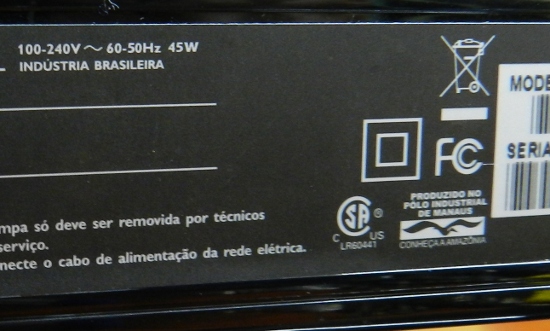 100-240V ~ 60-50Hz 45W
INDÚSTRIA BRASILEIRA
MODE
FC
SERIA
PRODUZIDO NO
PÓLO INDUSTRIAL
DE MANAUS
CONHEÇA A AMAZÔNIA
SA ®
C US
LR60441
mpa só deve ser removida por técnicos
serviço.
necte o cabo de alimentação da rede elétrica.